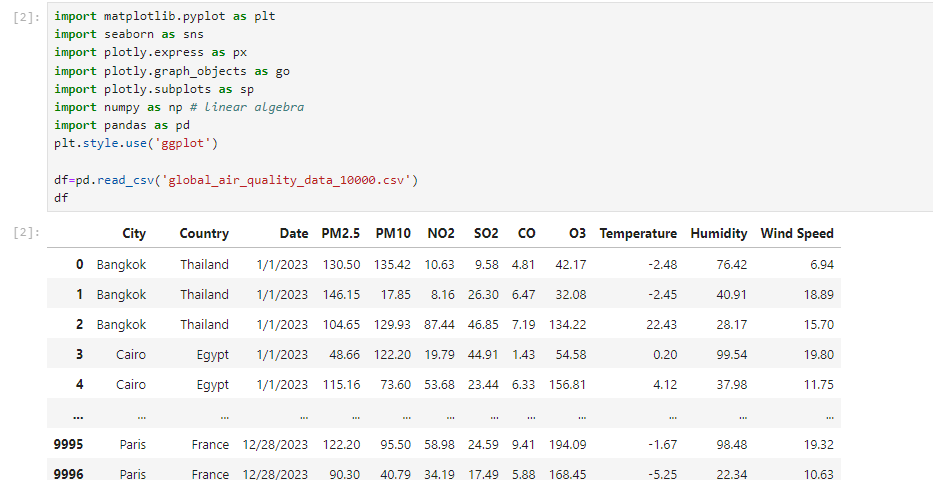 [2]:
import matplotlib.pyplot as plt
import seaborn as sns
import plotly.express as px
import plotly.graph_objects as go
import plotly.subplots as sp
import numpy as np # linear algebra
import pandas as pd
plt.style.use('ggplot')
df=pd.read_csv('global_air_quality_data_10000.csv')
df
[2]:
City Country Date PM2.5 PM10 NO2 SO2 CO O3 Temperature Humidity Wind Speed
0 Bangkok Thailand 1/1/2023 130.50 135.42 10.63 9.58 4.81 42.17 -2.48 76.42 6.94
1 Bangkok Thailand 1/1/2023 146.15 17.85 8.16 26.30 6.47 32.08 -2.45 40.91 18.89
2 Bangkok Thailand 1/1/2023 104.65 129.93 87.44 46.85 7.19 134.22 22.43 28.17 15.70
3 Cairo Egypt 1/1/2023 48.66 122.20 19.79 44.91 1.43 54.58 0.20 99.54 19.80
4 Cairo Egypt 1/1/2023 115.16 73.60 53.68 23.44 6.33 156.81 4.12 37.98 11.75
... ... ... ... ... ... ... ... ... ... ... ... ...
9995 Paris France 12/28/2023 122.20 95.50 58.98 24.59 9.41 194.09 -1.67 98.48 19.32
9996 Paris France 12/28/2023 90.30 40.79 34.19 17.49 5.88 168.45 -5.25 22.34 10.63